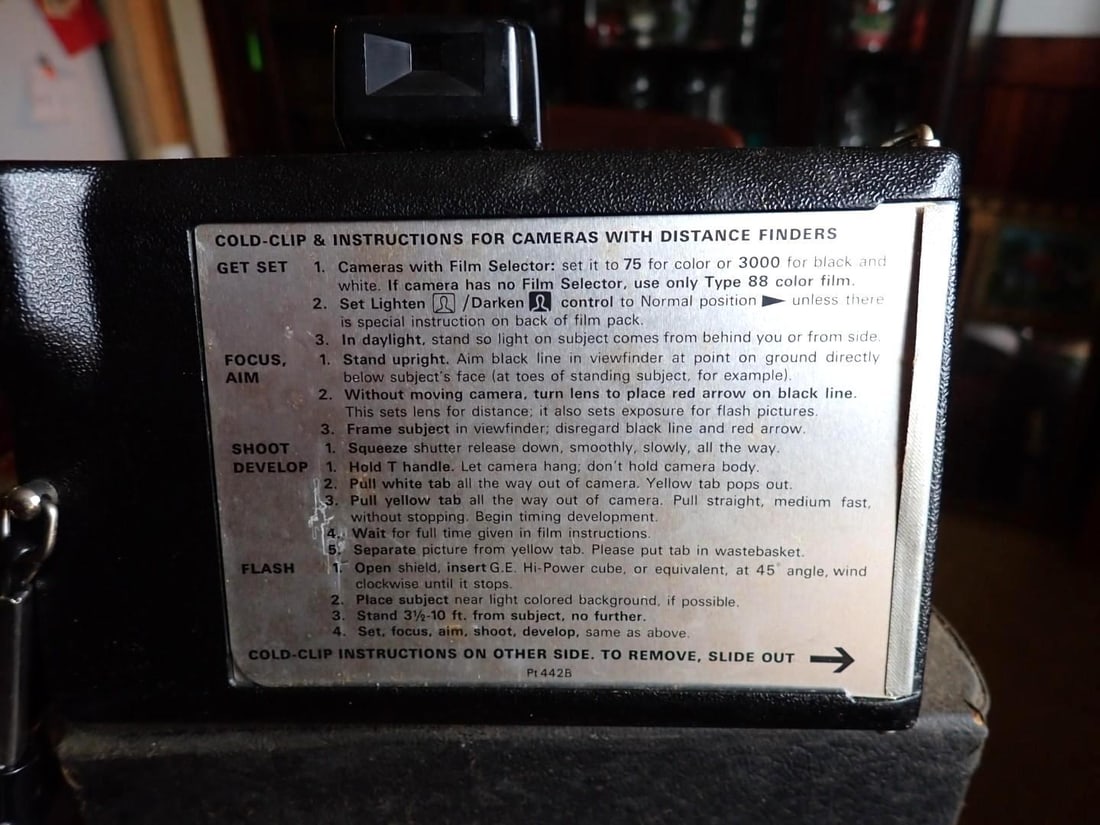 COLD-CLIP & INSTRUCTIONS FOR CAMERAS WITH DISTANCE FINDERS
GET SET 1. Cameras with Film Selector: set it to 75 for color or 3000 for black and
white. If camera has no Film Selector, use only Type 88 color film.
2. Set Lighten /Darken control to Normal position unless there
is special instruction on back of film pack.
3. In daylight, stand so light on subject comes from behind you or from side.
FOCUS, 1. Stand upright. Aim black line in viewfinder at point on ground directly
AIM below subject's face (at toes of standing subject, for example).
2. Without moving camera, turn lens to place red arrow on black line.
This sets lens for distance; it also sets exposure for flash pictures.
3. Frame subject in viewfinder; disregard black line and red arrow.
SHOOT 1. Squeeze shutter release down, smoothly, slowly, all the way.
DEVELOP 1. Hold T handle. Let camera hang; don't hold camera body.
2. Pull white tab all the way out of camera. Yellow tab pops out.
3. Pull yellow tab all the way out of camera. Pull straight, medium fast,
without stopping. Begin timing development.
4. Wait for full time given in film instructions.
5. Separate picture from yellow tab. Please put tab in wastebasket.
FLASH 1. Open shield, insert G.E. Hi-Power cube, or equivalent, at 45° angle, wind
clockwise until it stops.
2. Place subject near light colored background, if possible.
3. Stand 3½-10 ft. from subject, no further.
4. Set, focus, aim, shoot, develop, same as above.
COLD-CLIP INSTRUCTIONS ON OTHER SIDE. TO REMOVE, SLIDE OUT
Pt442B